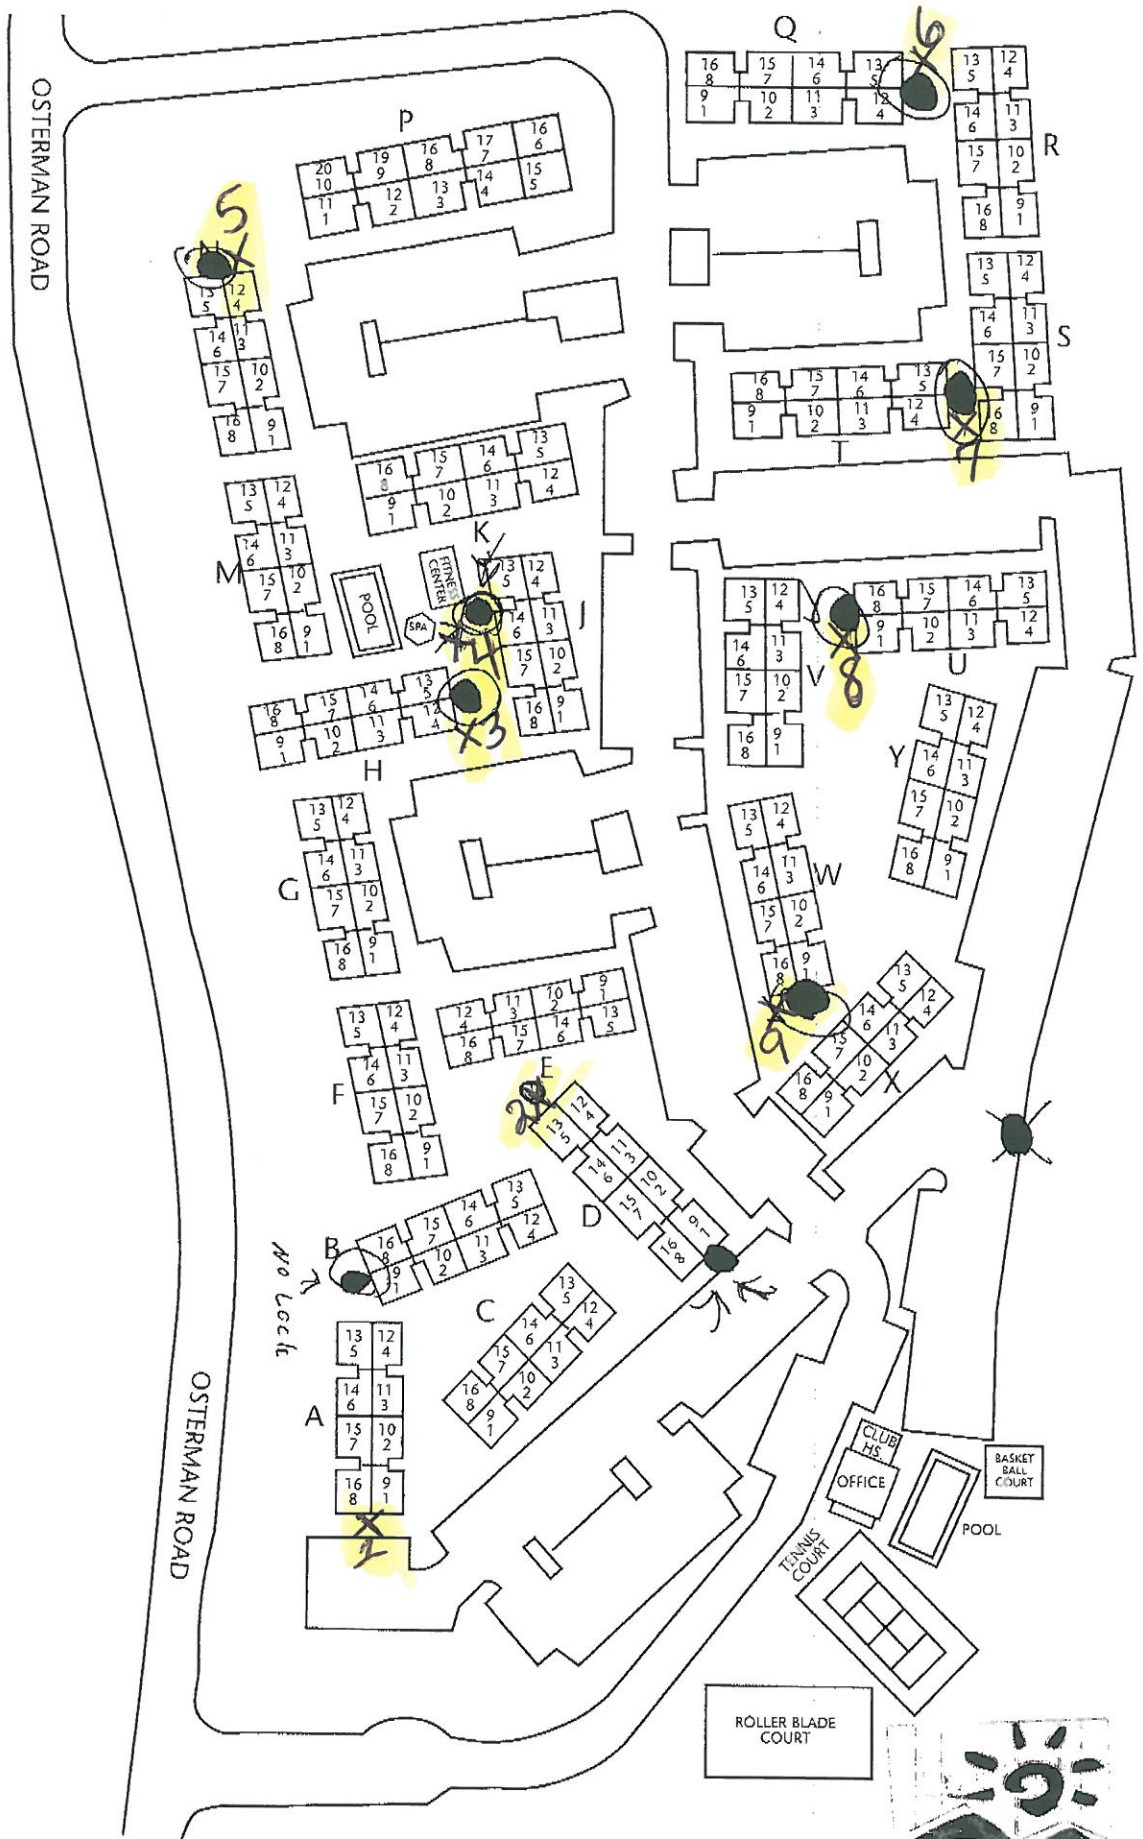 OSTERMAN ROAD
Q
6
X
16 15 14 13
8 7 6 5
9 10 11 12
1 2 3 4
R
13 12
5 4
14 11
6 3
15 10
7 2
16 9
8 1
P
20 19 16 17 16
10 9 8 7 6
11 12 13 14 15
1 2 3 4 5
5
X
N
13 12
5 4
14 11
6 3
15 10
7 2
16 9
8 1
S
13 12
5 4
14 11
6 3
15 10
7 2
16 9
8 1
T
16 15 14 13
8 7 6 5
9 10 11 12
1 2 3 4
X
7
K
16 15 14 13
8 7 6 5
9 10 11 12
1 2 3 4
M
13 12
5 4
14 11
6 3
15 10
7 2
16 9
8 1
POOL
FITNESS
CENTER
SPA
X4
J
13 12
5 4
14 11
6 3
15 10
7 2
16 9
8 1
H
16 15 14 13
8 7 6 5
9 10 11 12
1 2 3 4
X3
V
13 12
5 4
14 11
6 3
15 10
7 2
16 9
8 1
X
8
U
16 15 14 13
8 7 6 5
9 10 11 12
1 2 3 4
Y
13 12
5 4
14 11
6 3
15 10
7 2
16 9
8 1
G
13 12
5 4
14 11
6 3
15 10
7 2
16 9
8 1
W
13 12
5 4
14 11
6 3
15 10
7 2
16 9
8 1
X
9
X
13 12
5 4
14 11
6 3
15 10
7 2
16 9
8 1
F
13 12
5 4
14 11
6 3
15 10
7 2
16 9
8 1
E
12 11 10 9
4 3 2 1
16 15 14 13
8 7 6 5
2X
D
12 13
4 5
11 14
3 6
10 15
2 7
9 16
1 8
B
16 15 14 13
8 7 6 5
9 10 11 12
1 2 3 4
NO LOCK
C
13 12
5 4
14 11
6 3
15 10
7 2
16 9
8 1
A
13 12
5 4
14 11
6 3
15 10
7 2
16 9
8 1
X
1
OSTERMAN ROAD
CLUB
HS.
OFFICE
BASKET
BALL
COURT
POOL
TENNIS
COURT
ROLLER BLADE
COURT